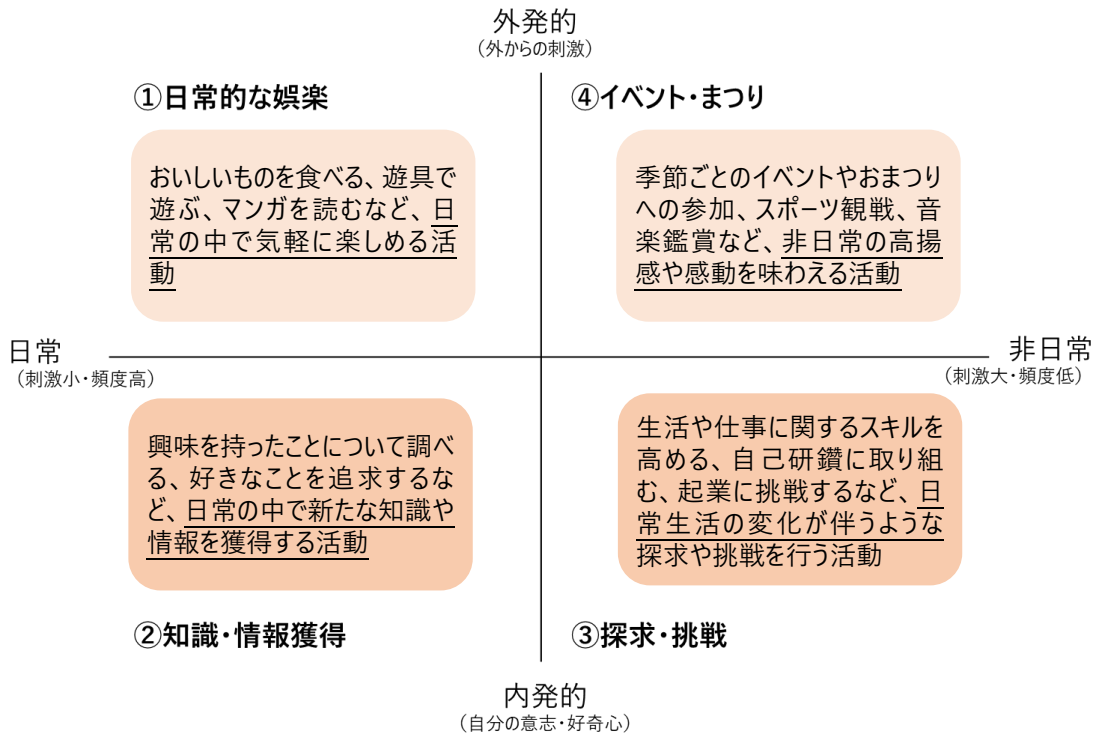 外発的
（外からの刺激）
①日常的な娯楽
おいしいものを食べる、遊具で
遊ぶ、マンガを読むなど、日
常の中で気軽に楽しめる活
動
④イベント・まつり
季節ごとのイベントやおまつり
への参加、スポーツ観戦、音
楽鑑賞など、非日常の高揚
感や感動を味わえる活動
日常
（刺激小・頻度高）
非日常
（刺激大・頻度低）
興味を持ったことについて調べ
る、好きなことを追求するな
ど、日常の中で新たな知識や
情報を獲得する活動
②知識・情報獲得
生活や仕事に関するスキルを
高める、自己研鑽に取り組
む、起業に挑戦するなど、日
常生活の変化が伴うような
探求や挑戦を行う活動
③探求・挑戦
内発的
（自分の意志・好奇心）